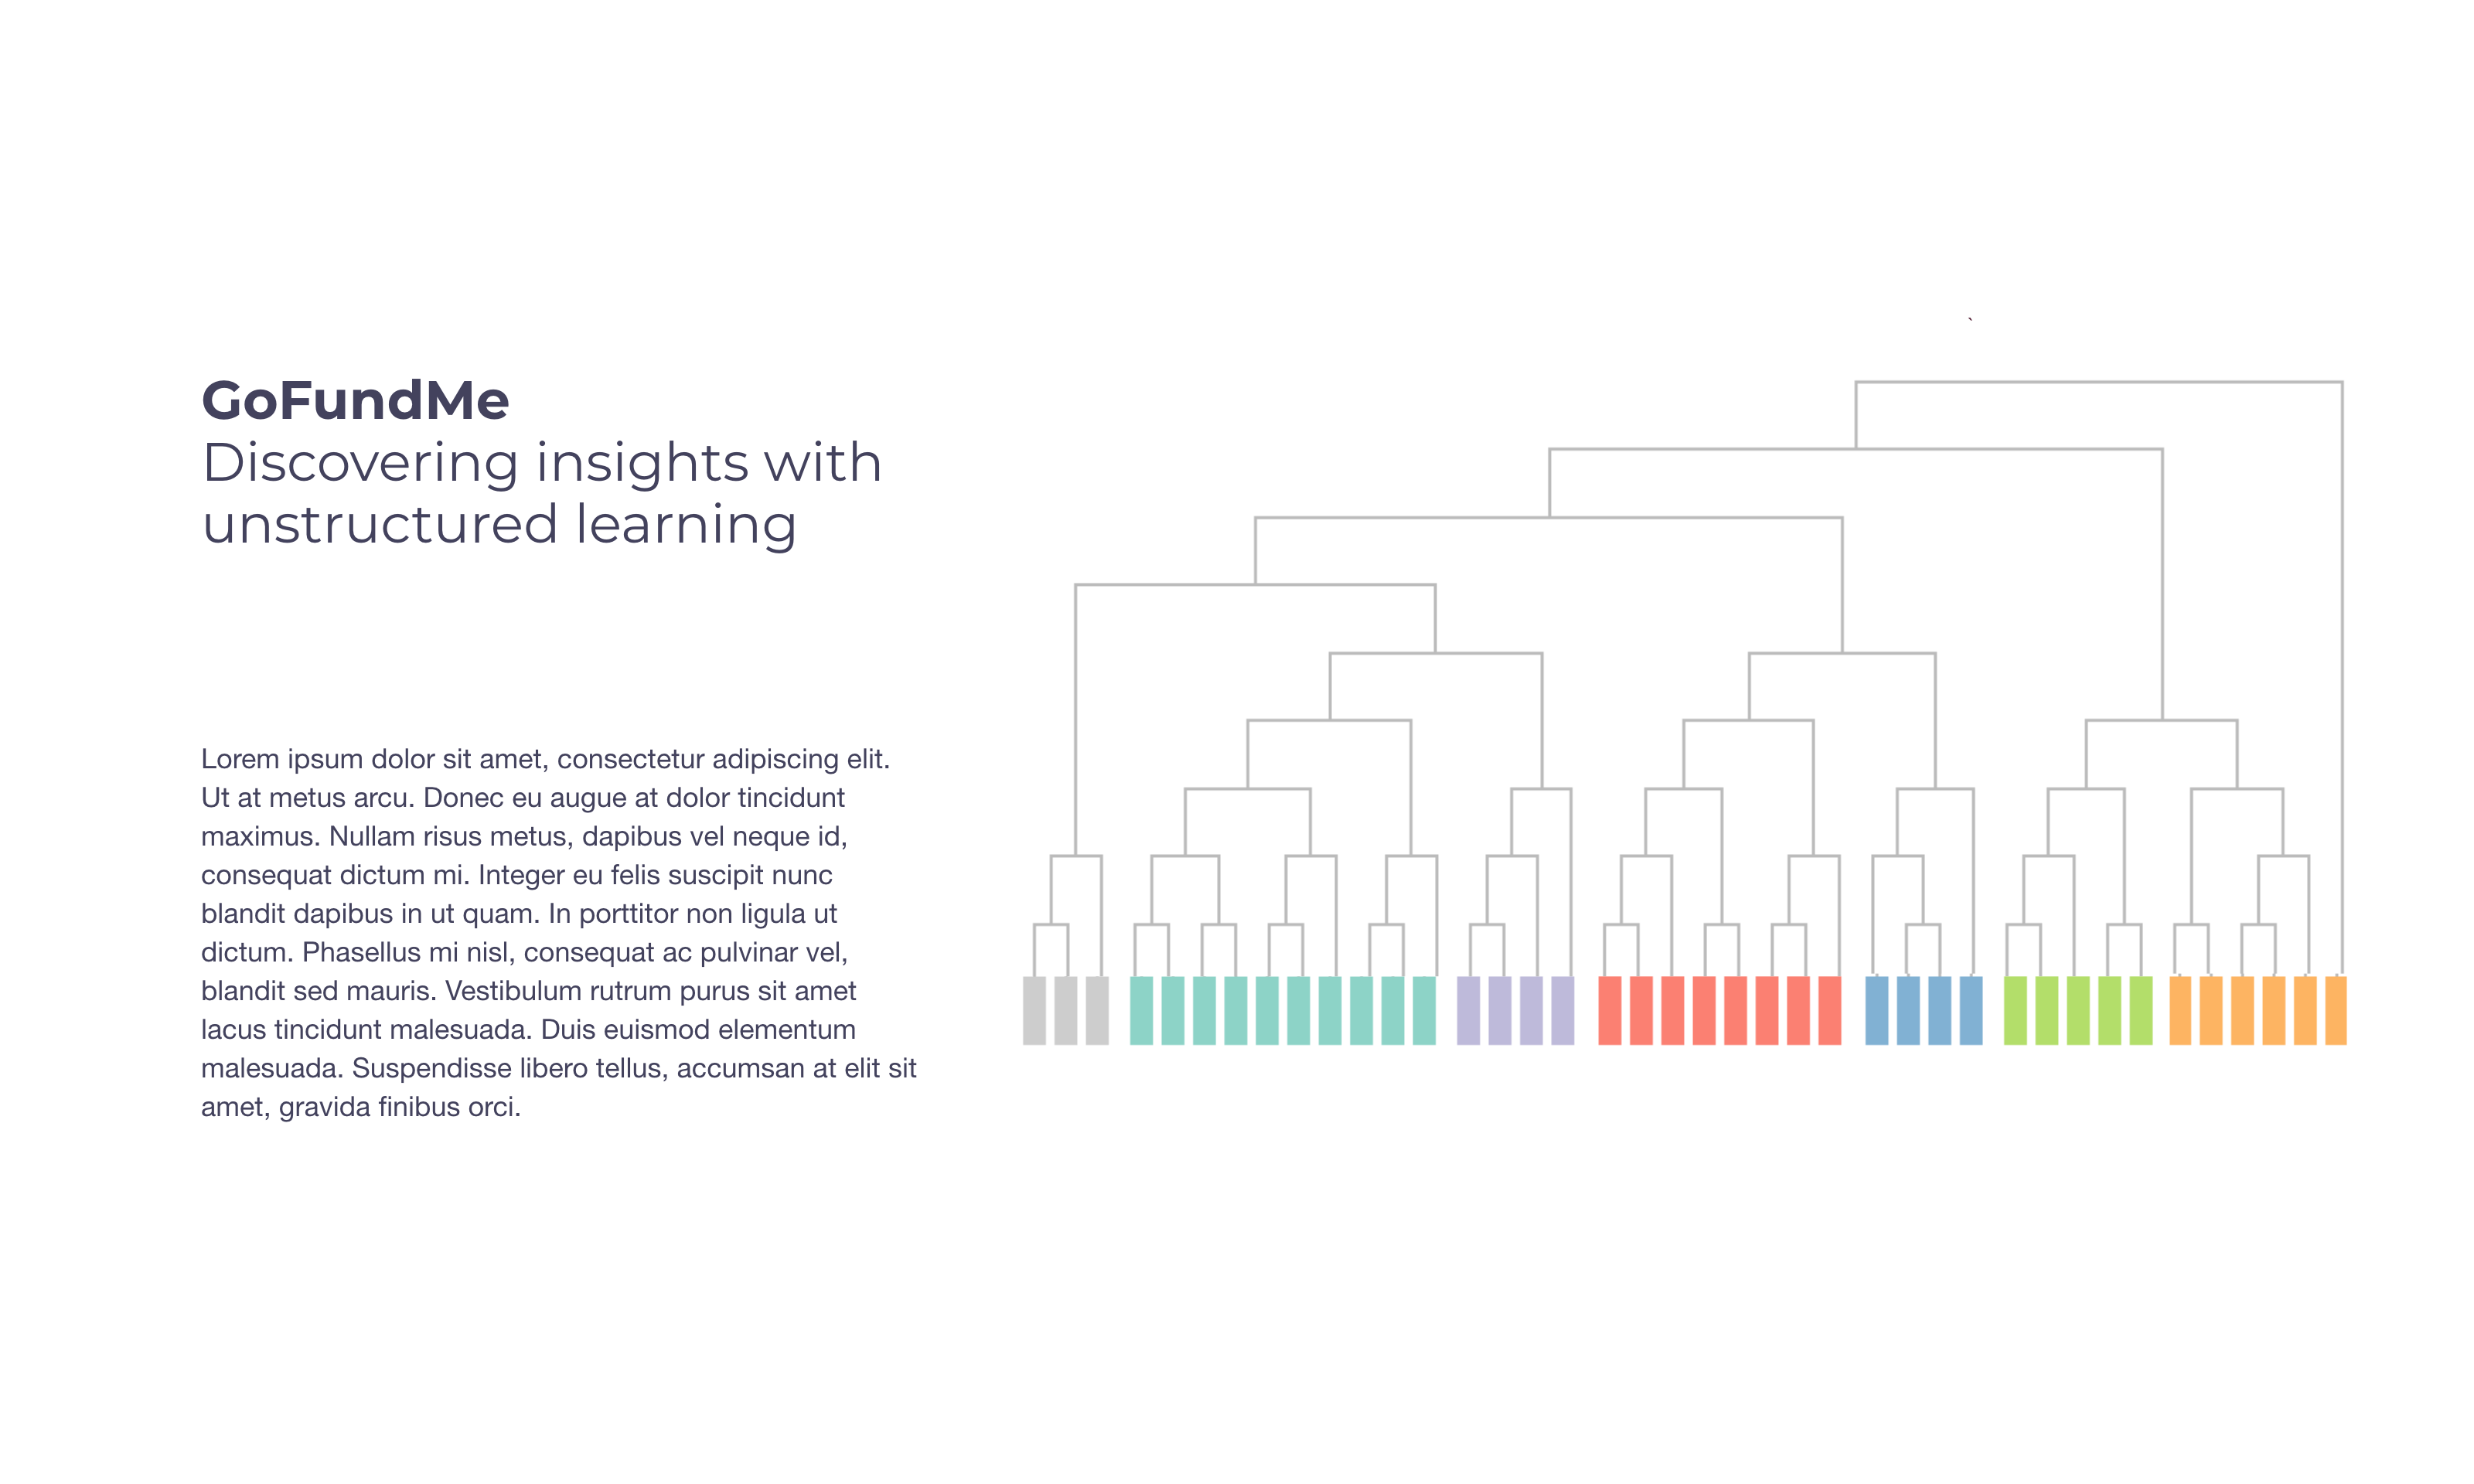 GoFundMe
Discovering insights with
unstructured learning
Lorem ipsum dolor sit amet, consectetur adipiscing elit.
Ut at metus arcu. Donec eu augue at dolor tincidunt
maximus. Nullam risus metus, dapibus vel neque id,
consequat dictum mi. Integer eu felis suscipit nunc
blandit dapibus in ut quam. In porttitor non ligula ut
dictum. Phasellus mi nisl, consequat ac pulvinar vel,
blandit sed mauris. Vestibulum rutrum purus sit amet
lacus tincidunt malesuada. Duis euismod elementum
malesuada. Suspendisse libero tellus, accumsan at elit sit
amet, gravida finibus orci.